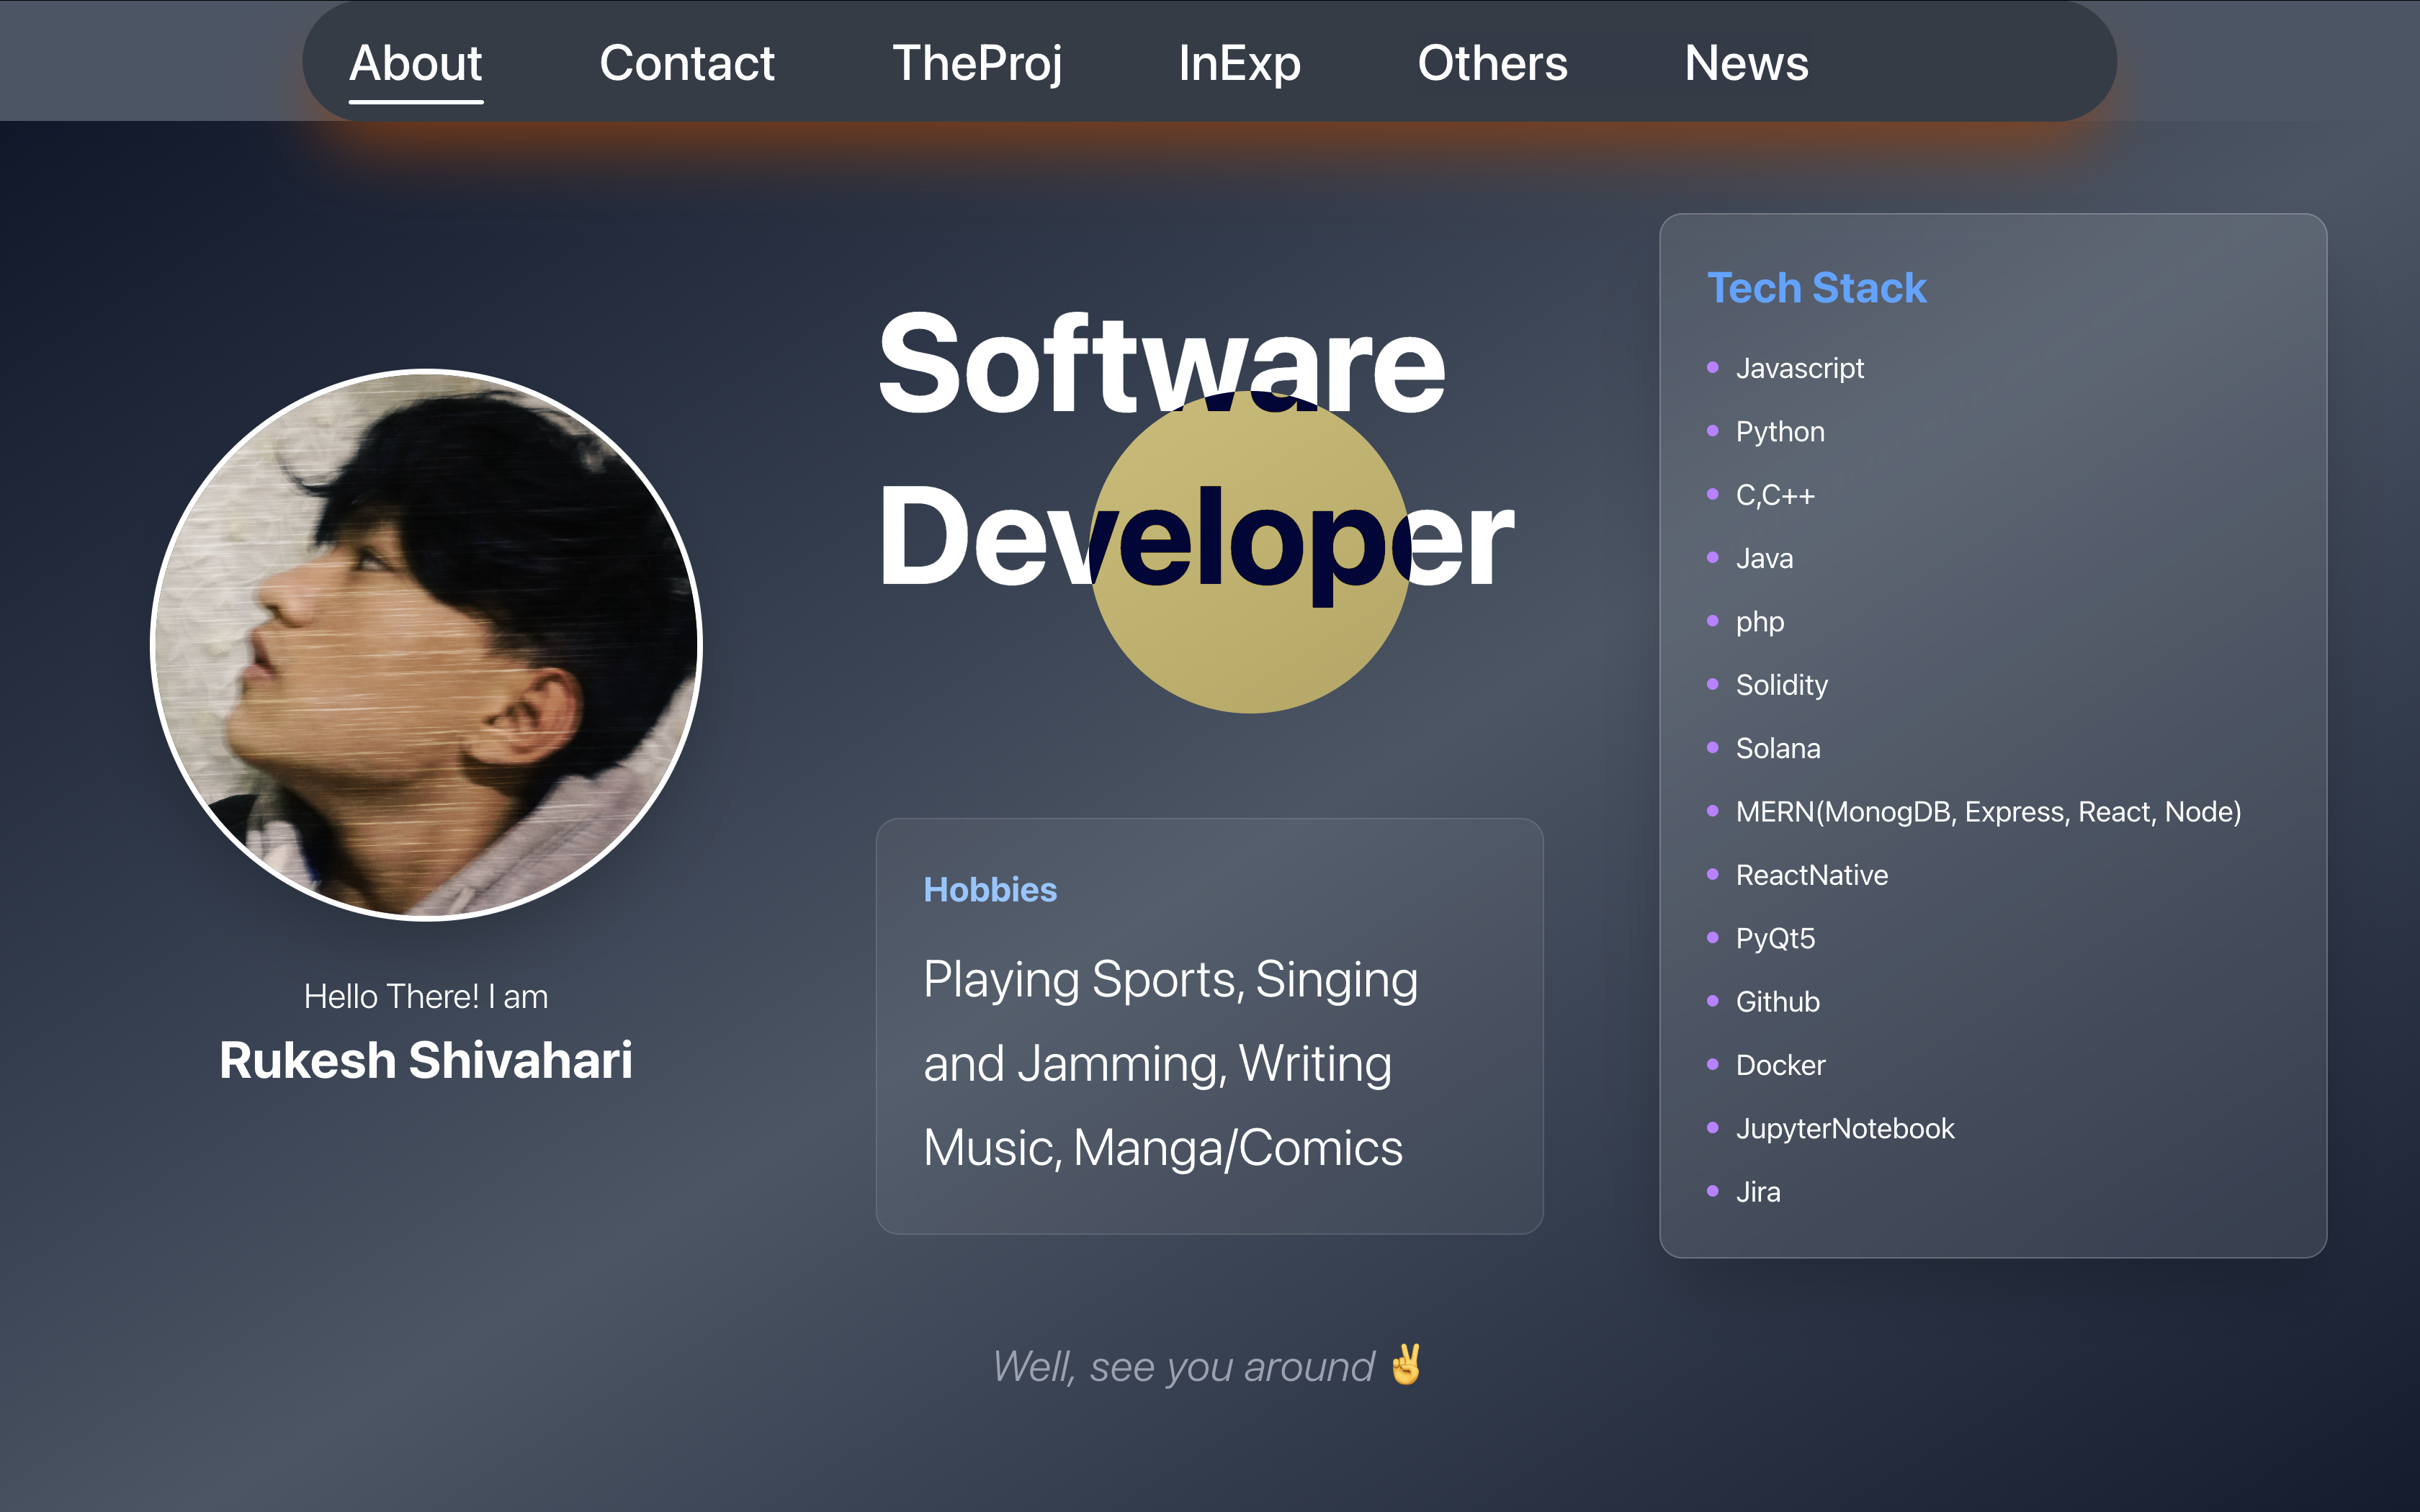 About Contact TheProj InExp Others News
Software
Developer
Hello There! I am
Rukesh Shivahari
Hobbies
Playing Sports, Singing
and Jamming, Writing
Music, Manga/Comics
Tech Stack
Javascript
Python
C,C++
Java
php
Solidity
Solana
MERN(MonogDB, Express, React, Node)
ReactNative
PyQt5
Github
Docker
JupyterNotebook
Jira
Well, see you around ✌️